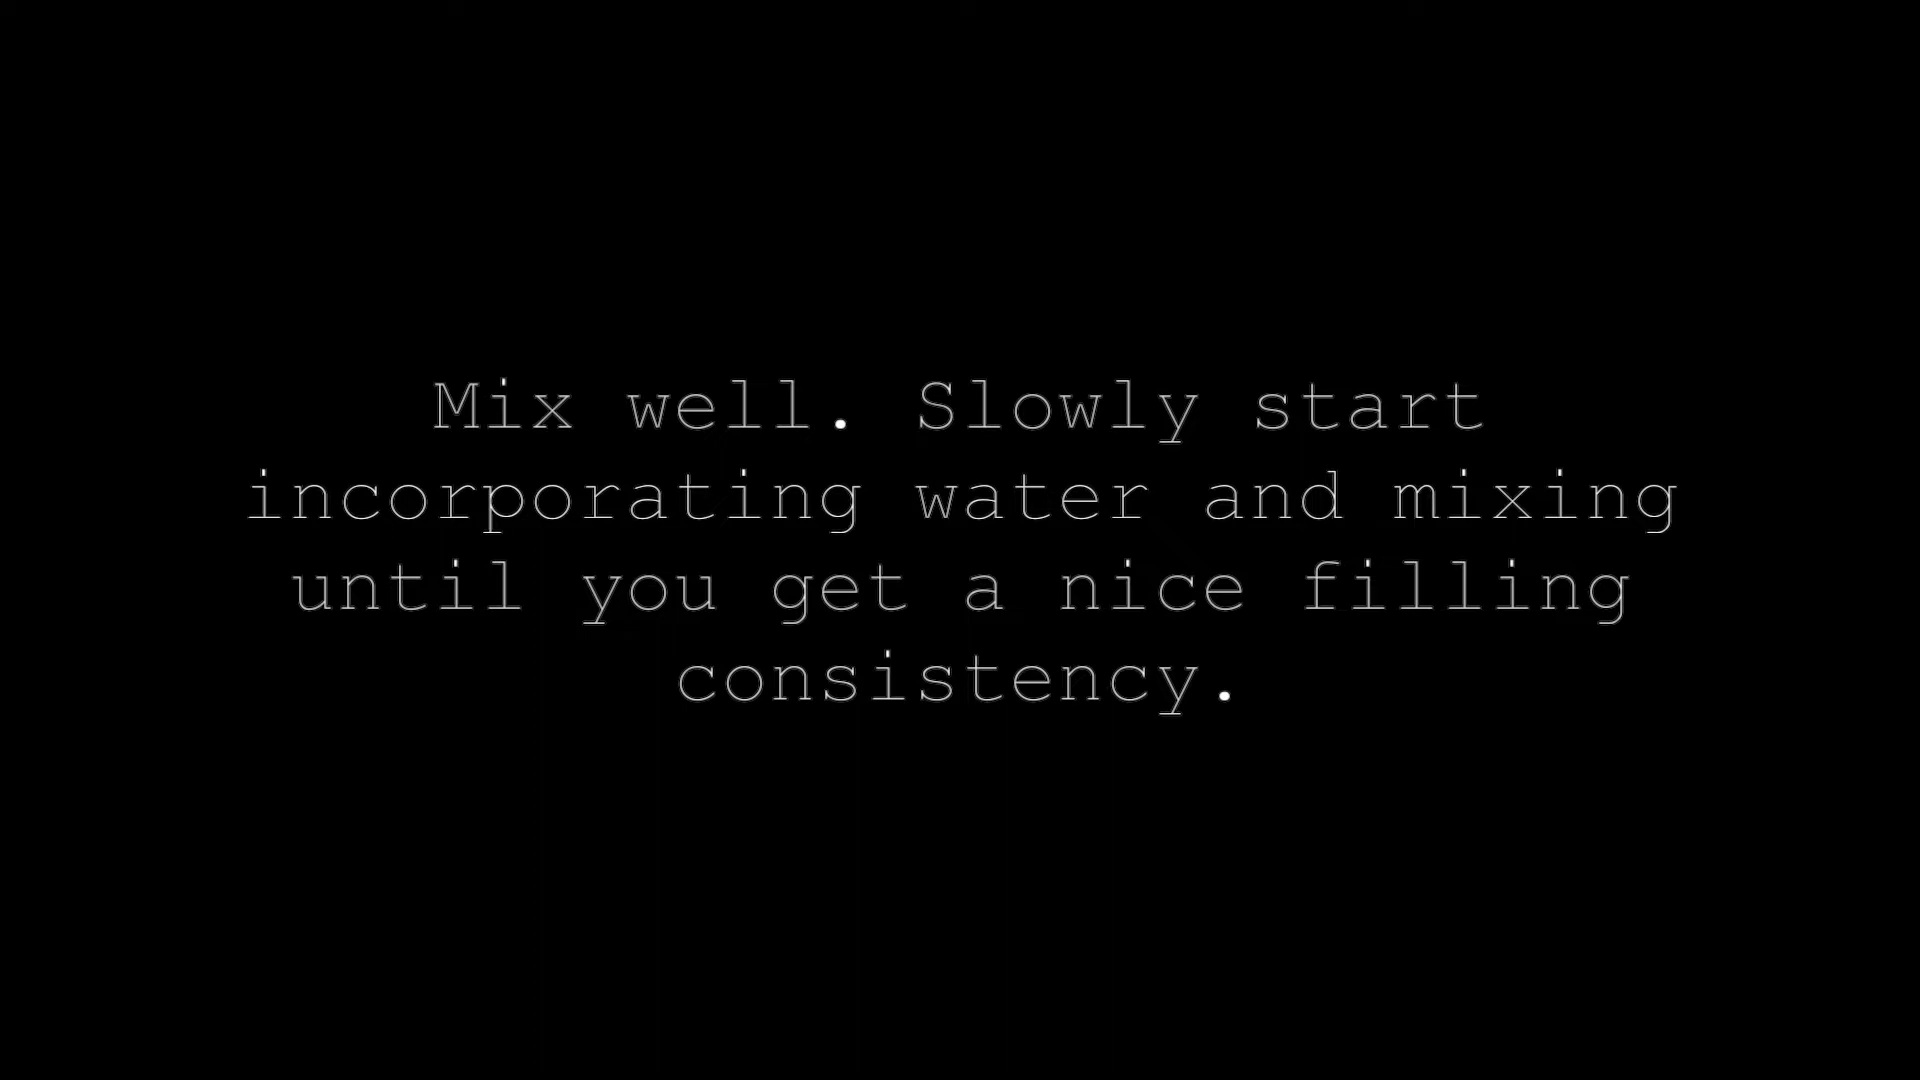 Mix well. Slowly start
incorporating water and mixing
until you get a nice filling
consistency.